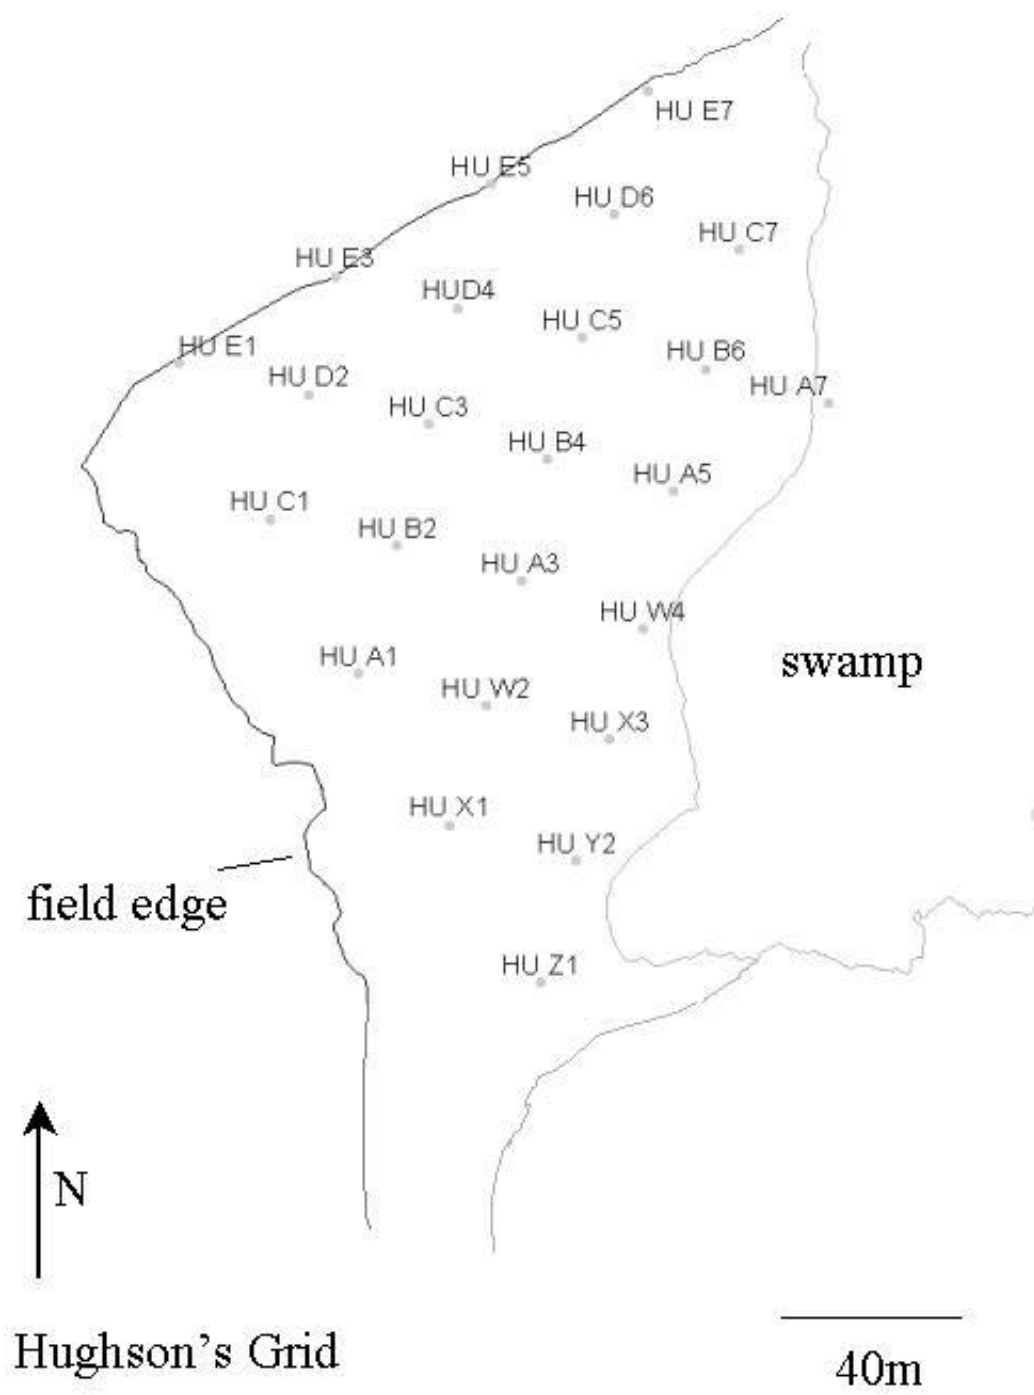 HU E7
HU E5
HU D6
HU C7
HU E3
HUD4
HU C5
HU E1
HU B6
HU D2
HU A7
HU C3
HU B4
HU A5
HU C1
HU B2
HU A3
HU W4
HU A1
swamp
HU W2
HU X3
HU X1
HU Y2
field edge
HU Z1
N
Hughson's Grid
40m